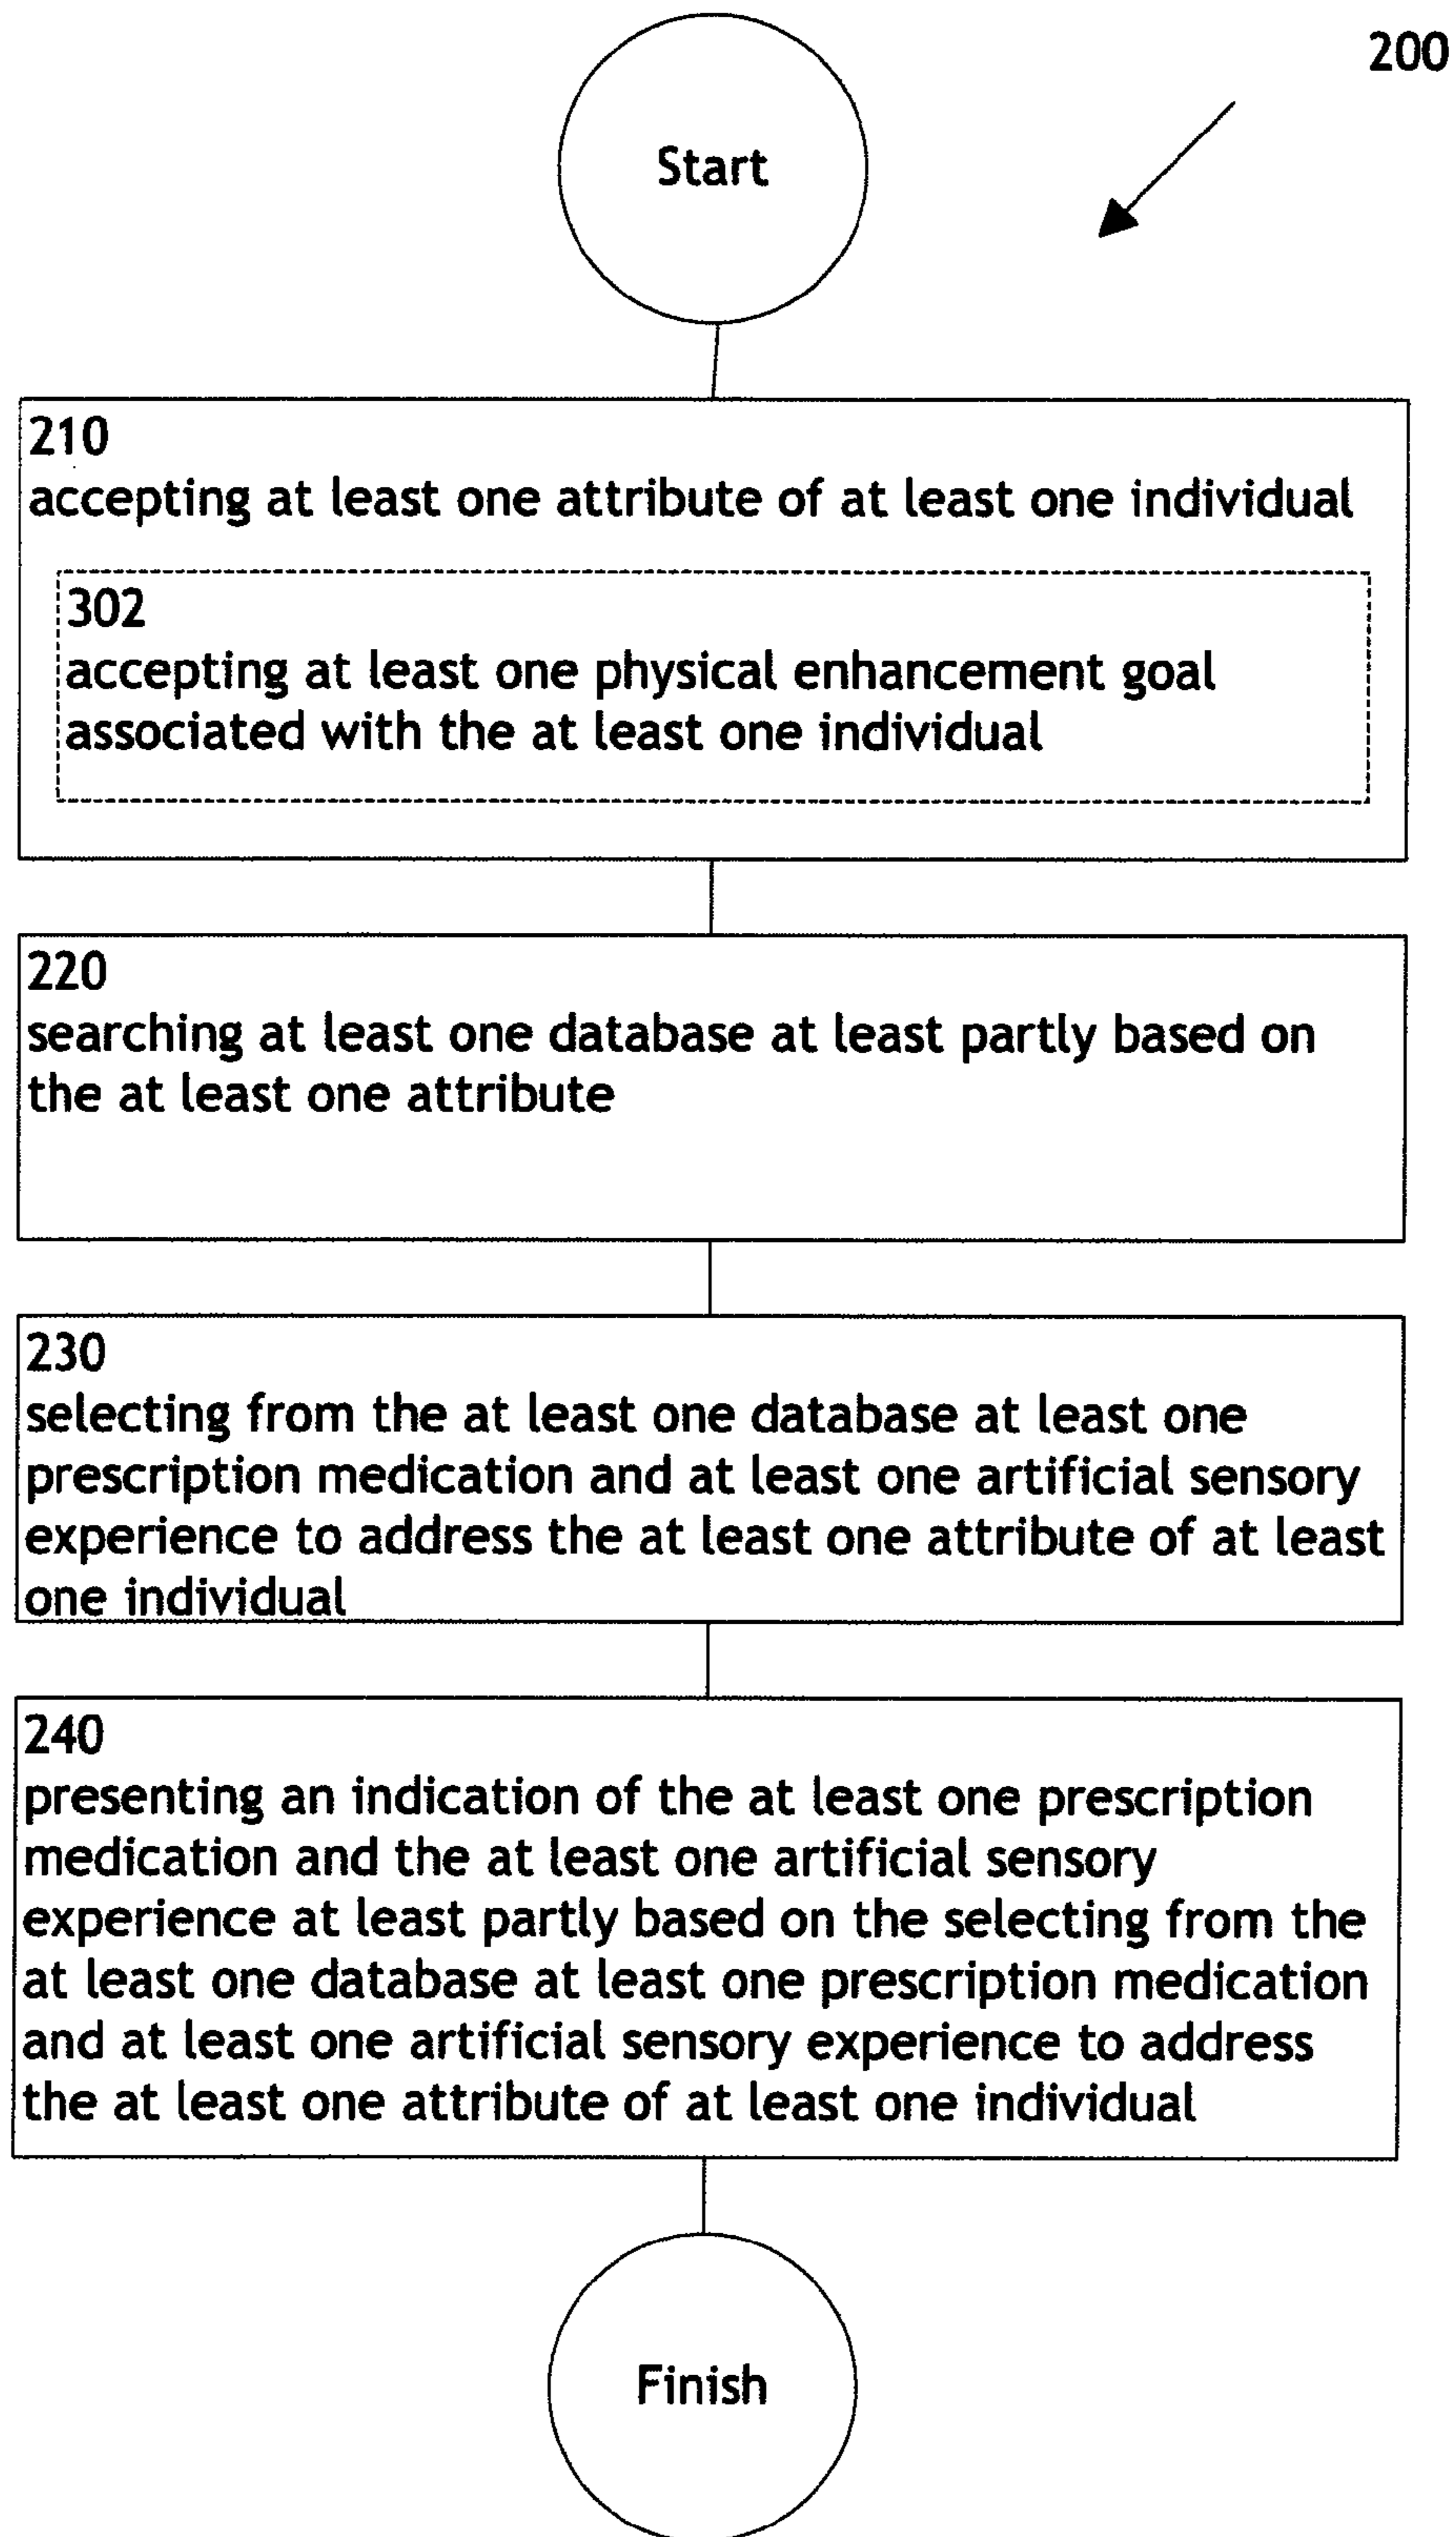 200
Start
210
accepting at least one attribute of at least one individual
302
accepting at least one physical enhancement goal
associated with the at least one individual
220
searching at least one database at least partly based on
the at least one attribute
230
selecting from the at least one database at least one
prescription medication and at least one artificial sensory
experience to address the at least one attribute of at least
one individual
240
presenting an indication of the at least one prescription
medication and the at least one artificial sensory
experience at least partly based on the selecting from the
at least one database at least one prescription medication
and at least one artificial sensory experience to address
the at least one attribute of at least one individual
Finish